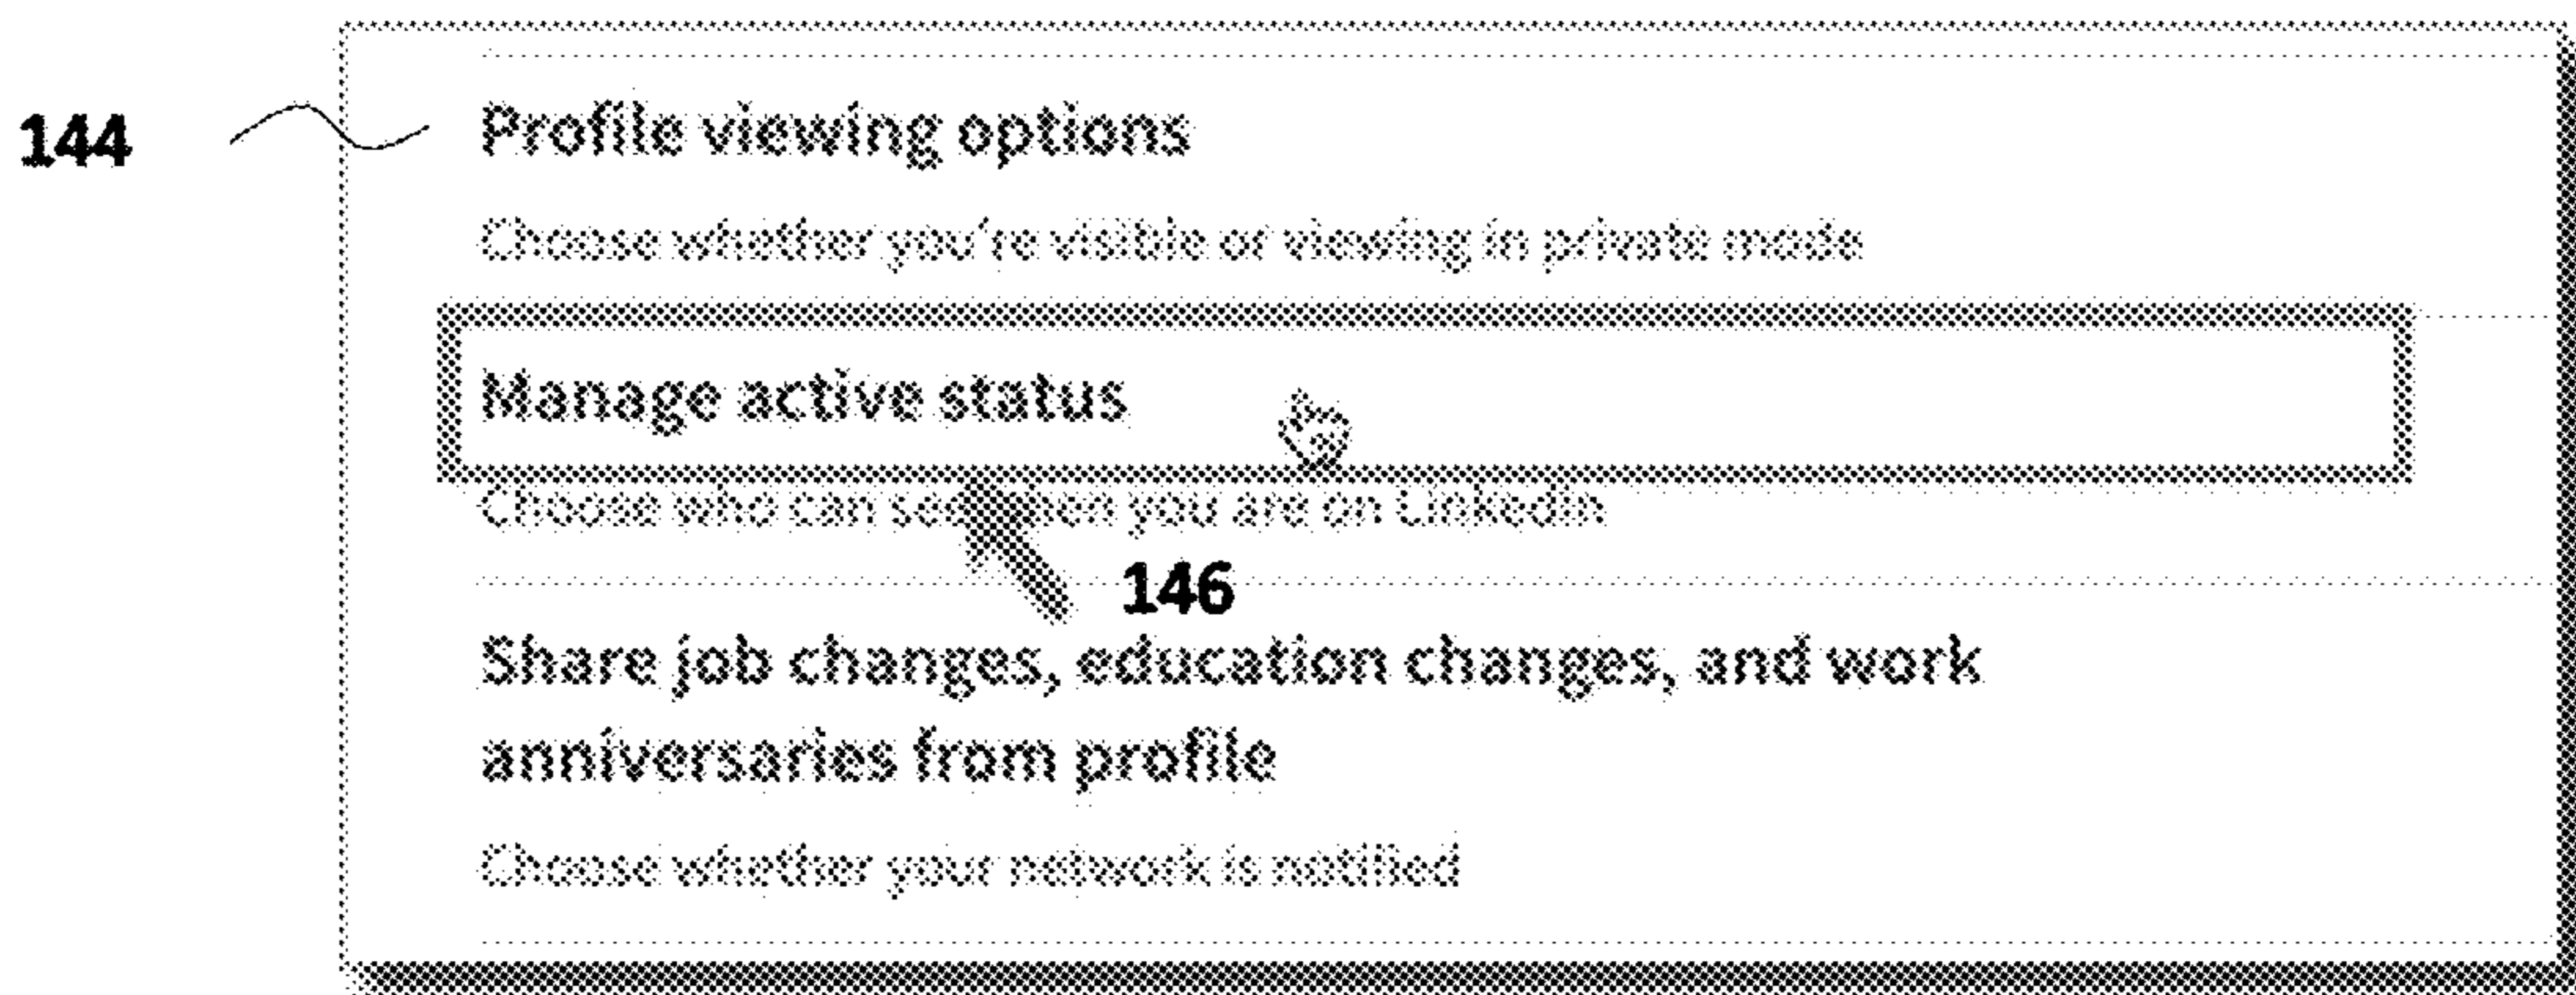 144
Profile viewing options
Choose whether you're visible or viewing in private mode
Manage active status
Choose who can see when you are on LinkedIn
146
Share job changes, education changes, and work
anniversaries from profile
Choose whether your network is notified